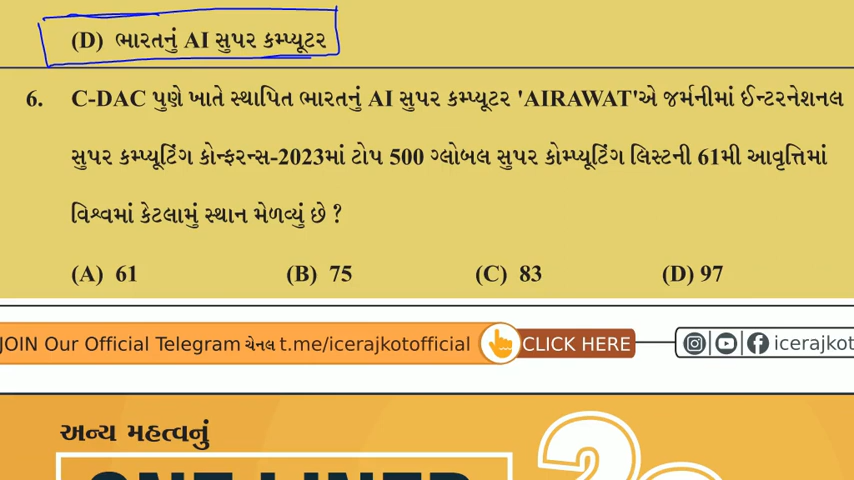 (D) ભારતનું AI સુપર કમ્પ્યૂટર
6. C-DAC પુણે ખાતે સ્થાપિત ભારતનું AI સુપર કમ્પ્યૂટર 'AIRAWAT'એ જર્મનીમાં ઈન્ટરનેશનલ
સુપર કમ્પ્યૂટિંગ કોન્ફરન્સ-2023માં ટોપ 500 ગ્લોબલ સુપર કોમ્પ્યૂટિંગ લિસ્ટની 61મી આવૃત્તિમાં
વિશ્વમાં કેટલામું સ્થાન મેળવ્યું છે ?
(A) 61 (B) 75 (C) 83 (D) 97
JOIN Our Official Telegram ચેનલ t.me/icerajkotofficial CLICK HERE icerajkot
અન્ય મહત્વનું
ONE LINER